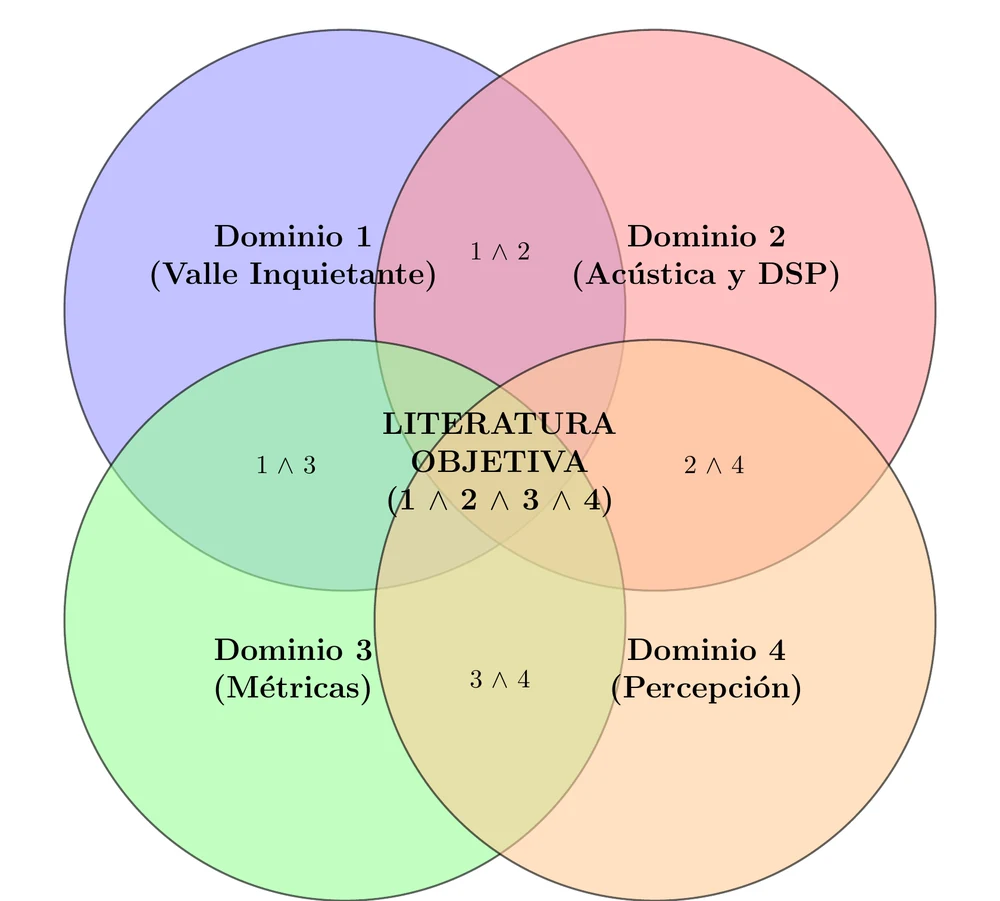 Dominio 1
(Valle Inquietante)
1 ∧ 2
Dominio 2
(Acústica y DSP)
LITERATURA
OBJETIVA
(1 ∧ 2 ∧ 3 ∧ 4)
1 ∧ 3
2 ∧ 4
Dominio 3
(Métricas)
3 ∧ 4
Dominio 4
(Percepción)